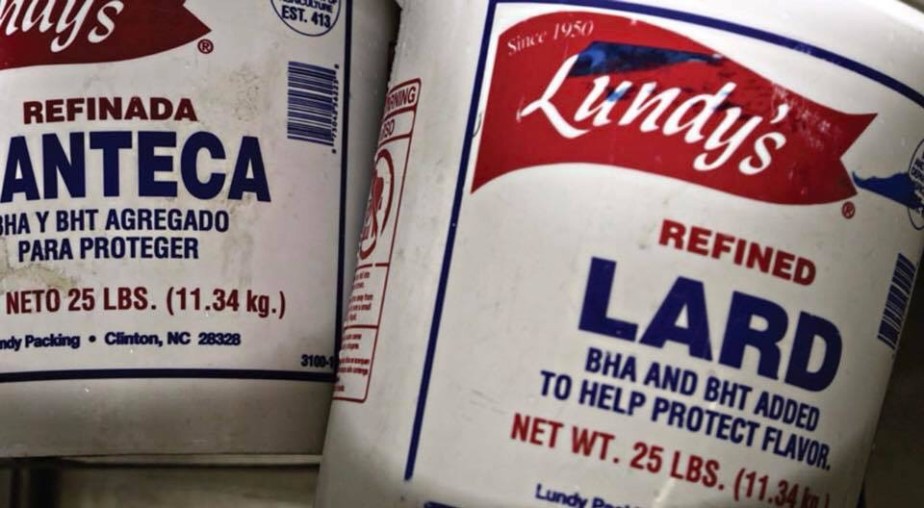 EST. 413
REFINADA
ANTECA
BHA Y BHT AGREGADO
PARA PROTEGER
NETO 25 LBS. (11.34 kg.)
ndy Packing • Clinton, NC 28328
3100-
Since 1950
Lundy's
®
REFINED
LARD
BHA AND BHT ADDED
TO HELP PROTECT FLAVOR.
NET WT. 25 LBS. (11.34 kg.)
Lundy